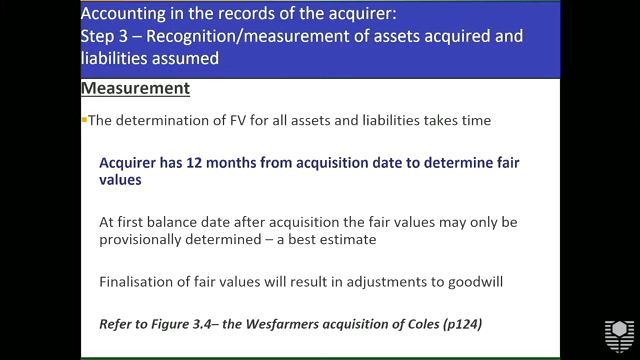 Accounting in the records of the acquirer:
Step 3 – Recognition/measurement of assets acquired and
liabilities assumed
Measurement
The determination of FV for all assets and liabilities takes time
Acquirer has 12 months from acquisition date to determine fair
values
At first balance date after acquisition the fair values may only be
provisionally determined – a best estimate
Finalisation of fair values will result in adjustments to goodwill
Refer to Figure 3.4– the Wesfarmers acquisition of Coles (p124)